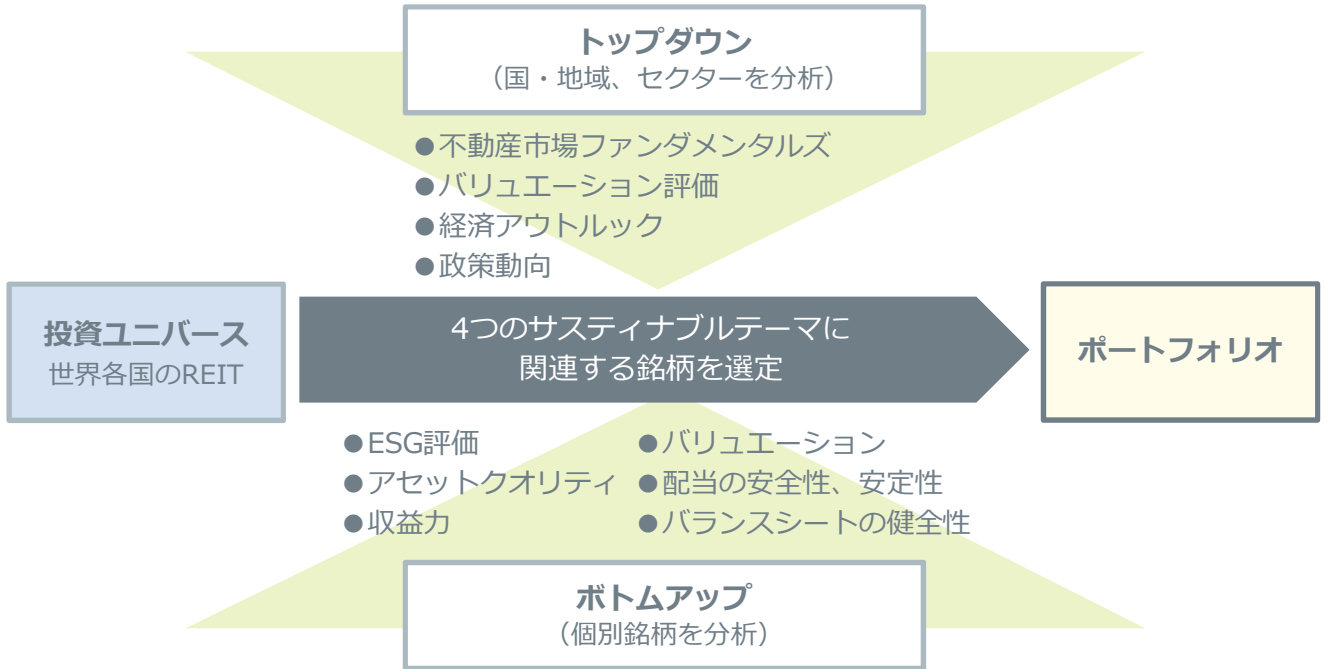 トップダウン
（国・地域、セクターを分析）
●不動産市場ファンダメンタルズ
●バリュエーション評価
●経済アウトルック
●政策動向
投資ユニバース
世界各国のREIT
4つのサスティナブルテーマに
関連する銘柄を選定
ポートフォリオ
●ESG評価
●アセットクオリティ
●収益力
●バリュエーション
●配当の安全性、安定性
●バランスシートの健全性
ボトムアップ
（個別銘柄を分析）